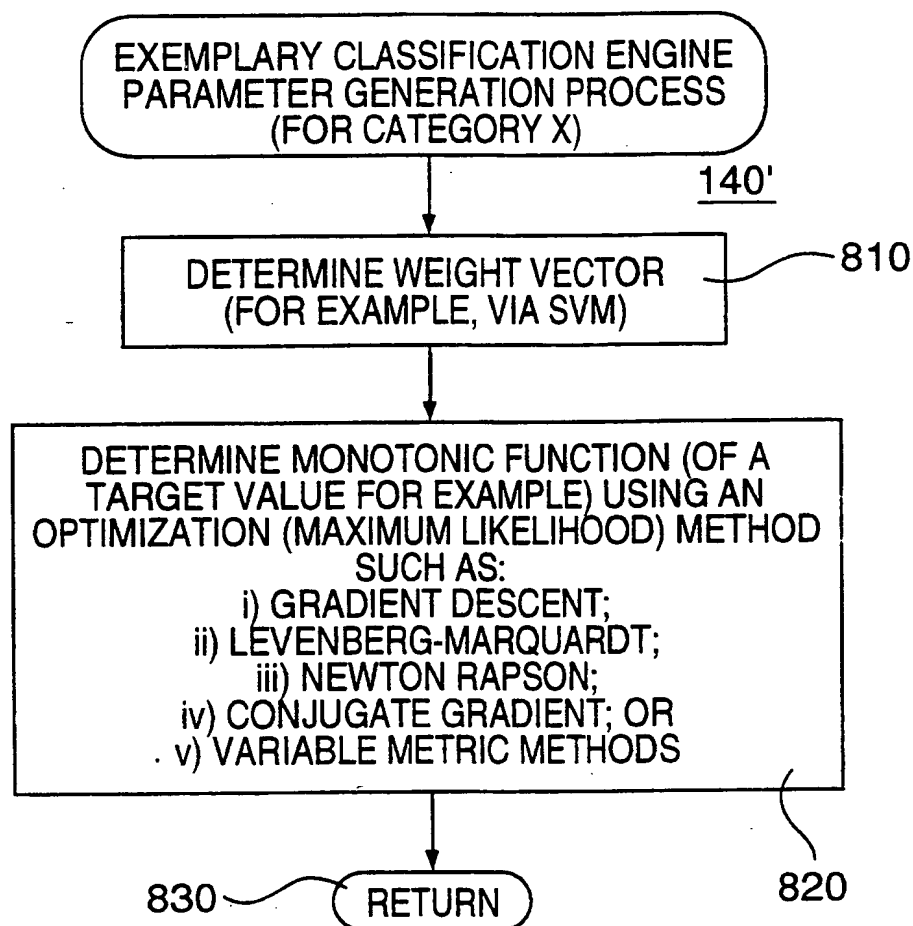 EXEMPLARY CLASSIFICATION ENGINE
PARAMETER GENERATION PROCESS
(FOR CATEGORY X)
140'
DETERMINE WEIGHT VECTOR
(FOR EXAMPLE, VIA SVM)
810
DETERMINE MONOTONIC FUNCTION (OF A
TARGET VALUE FOR EXAMPLE) USING AN
OPTIMIZATION (MAXIMUM LIKELIHOOD) METHOD
SUCH AS:
i) GRADIENT DESCENT;
ii) LEVENBERG-MARQUARDT;
iii) NEWTON RAPSON;
iv) CONJUGATE GRADIENT; OR
v) VARIABLE METRIC METHODS
820
830
RETURN